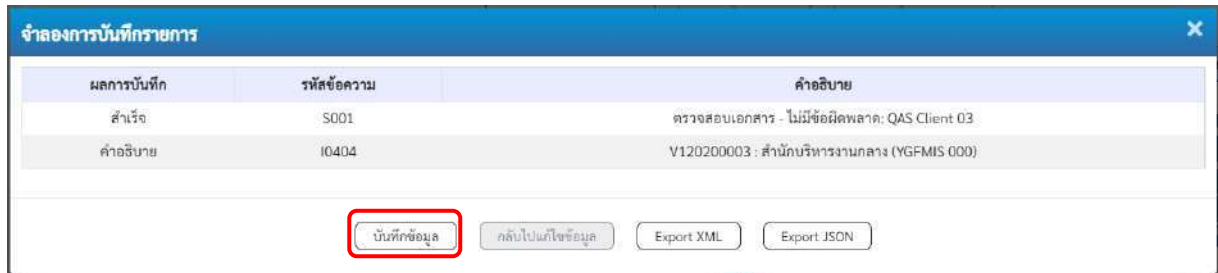 จำลองการบันทึกรายการ
ผลการบันทึก รหัสข้อความ คำอธิบาย
สำเร็จ S001 ตรวจสอบเอกสาร - ไม่มีข้อผิดพลาด: QAS Client 03
คำอธิบาย I0404 V120200003 : สำนักบริหารงานกลาง (YGFMIS 000)
บันทึกข้อมูล กลับไปแก้ไขข้อมูล Export XML Export JSON